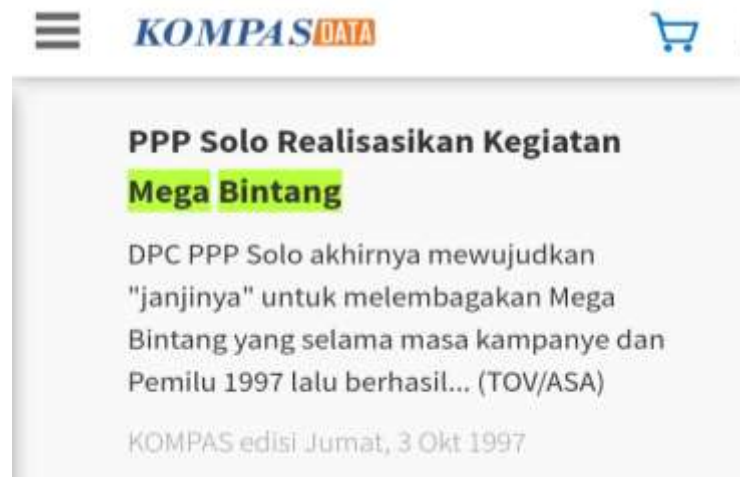 KOMPAS DATA
PPP Solo Realisasikan Kegiatan
Mega Bintang
DPC PPP Solo akhirnya mewujudkan
"janjinya" untuk melembagakan Mega
Bintang yang selama masa kampanye dan
Pemilu 1997 lalu berhasil... (TOV/ASA)
KOMPAS edisi Jumat, 3 Okt 1997